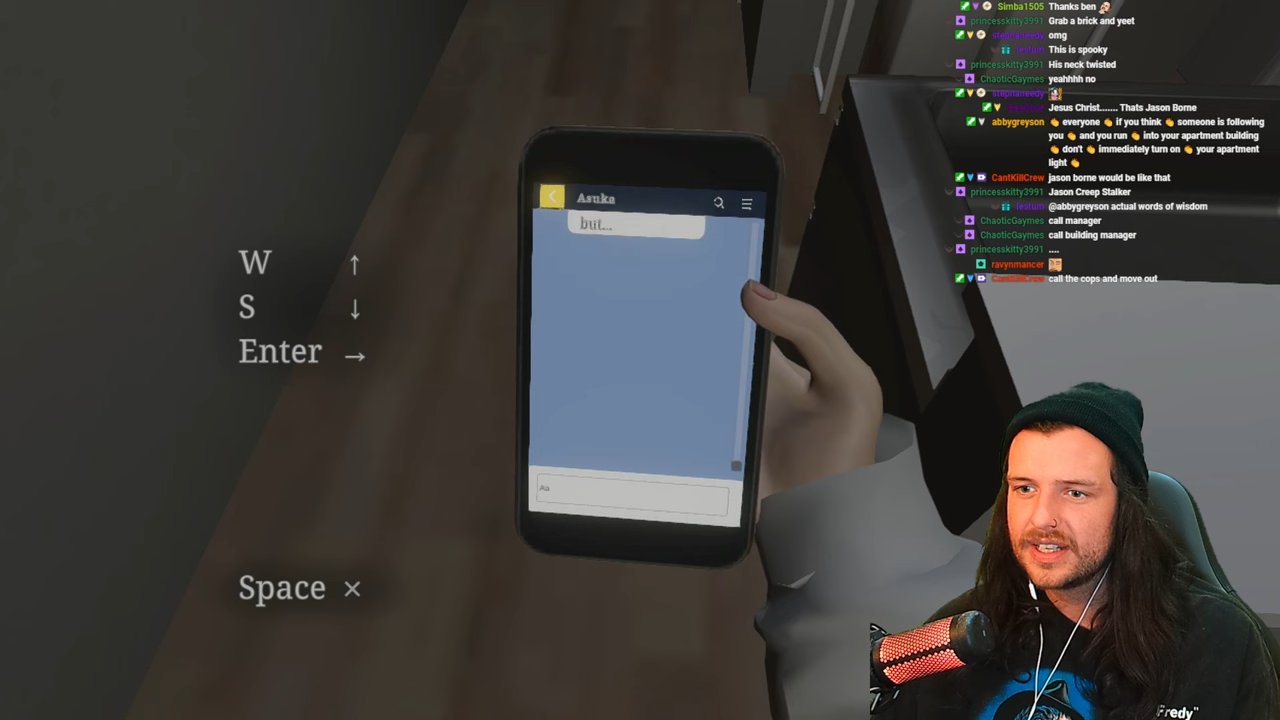 Simba1505 Thanks ben
princesskitty3991 Grab a brick and yeet
omg
This is spooky
princesskitty3991 His neck twisted
ChaoticGaymes yeahhhh no
Jesus Christ....... Thats Jason Borne
abbygreyson 👏 everyone 👏 if you think 👏 someone is following
you 👏 and you run 👏 into your apartment building
👏 don't 👏 immediately turn on 👏 your apartment
light 👏
CantKillCrew jason borne would be like that
princesskitty3991 Jason Creep Stalker
@abbygreyson actual words of wisdom
ChaoticGaymes call manager
ChaoticGaymes call building manager
princesskitty3991 ....
ravynmancer
CantKillCrew call the cops and move out
Asuka
but...
Aa
W ↑
S ↓
Enter →
Space ×
Fredy"